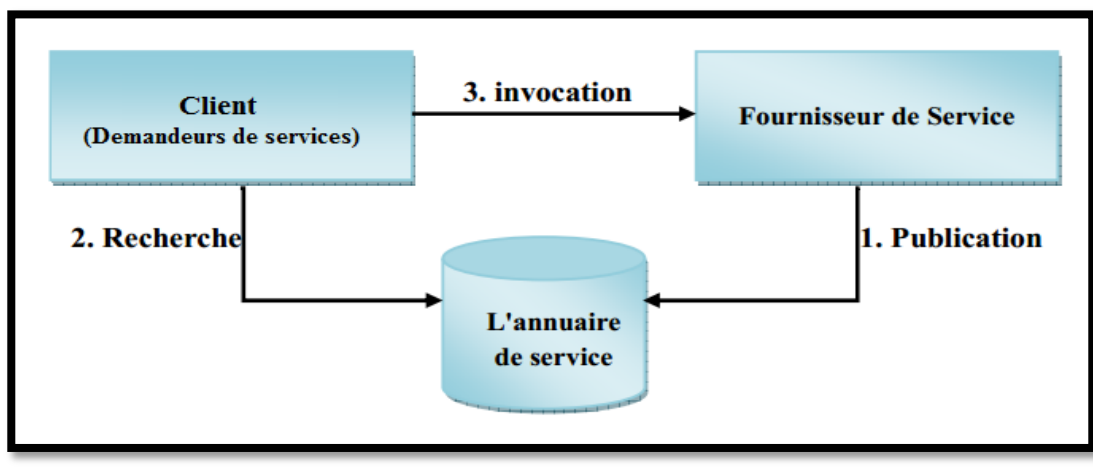 Client
(Demandeurs de services)
3. invocation
Fournisseur de Service
2. Recherche
1. Publication
L'annuaire
de service